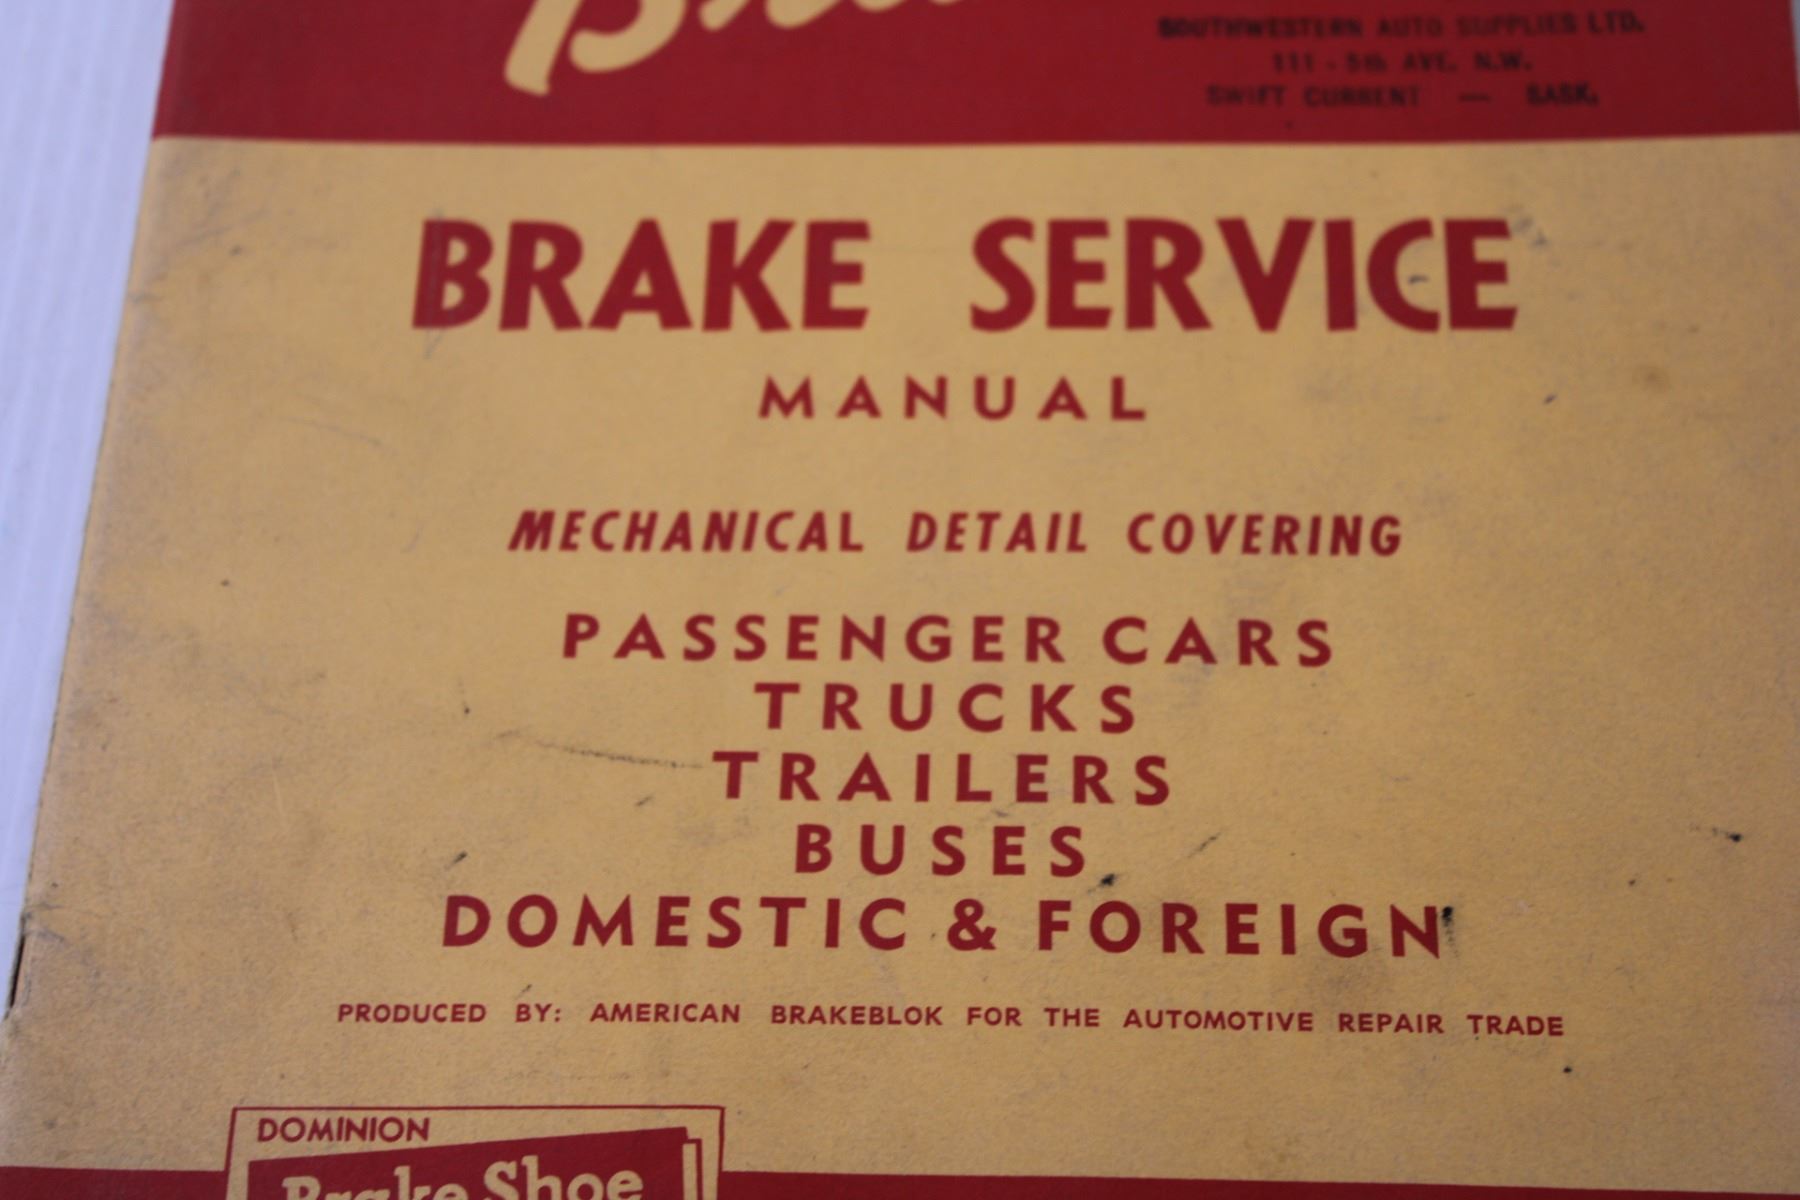 SOUTHWESTERN AUTO SUPPLIES LTD.
111 - 5th AVE. N.W.
SWIFT CURRENT — SASK.
BRAKE SERVICE
MANUAL
MECHANICAL DETAIL COVERING
PASSENGER CARS
TRUCKS
TRAILERS
BUSES
DOMESTIC & FOREIGN
PRODUCED BY: AMERICAN BRAKEBLOK FOR THE AUTOMOTIVE REPAIR TRADE
DOMINION
Brake Shoe